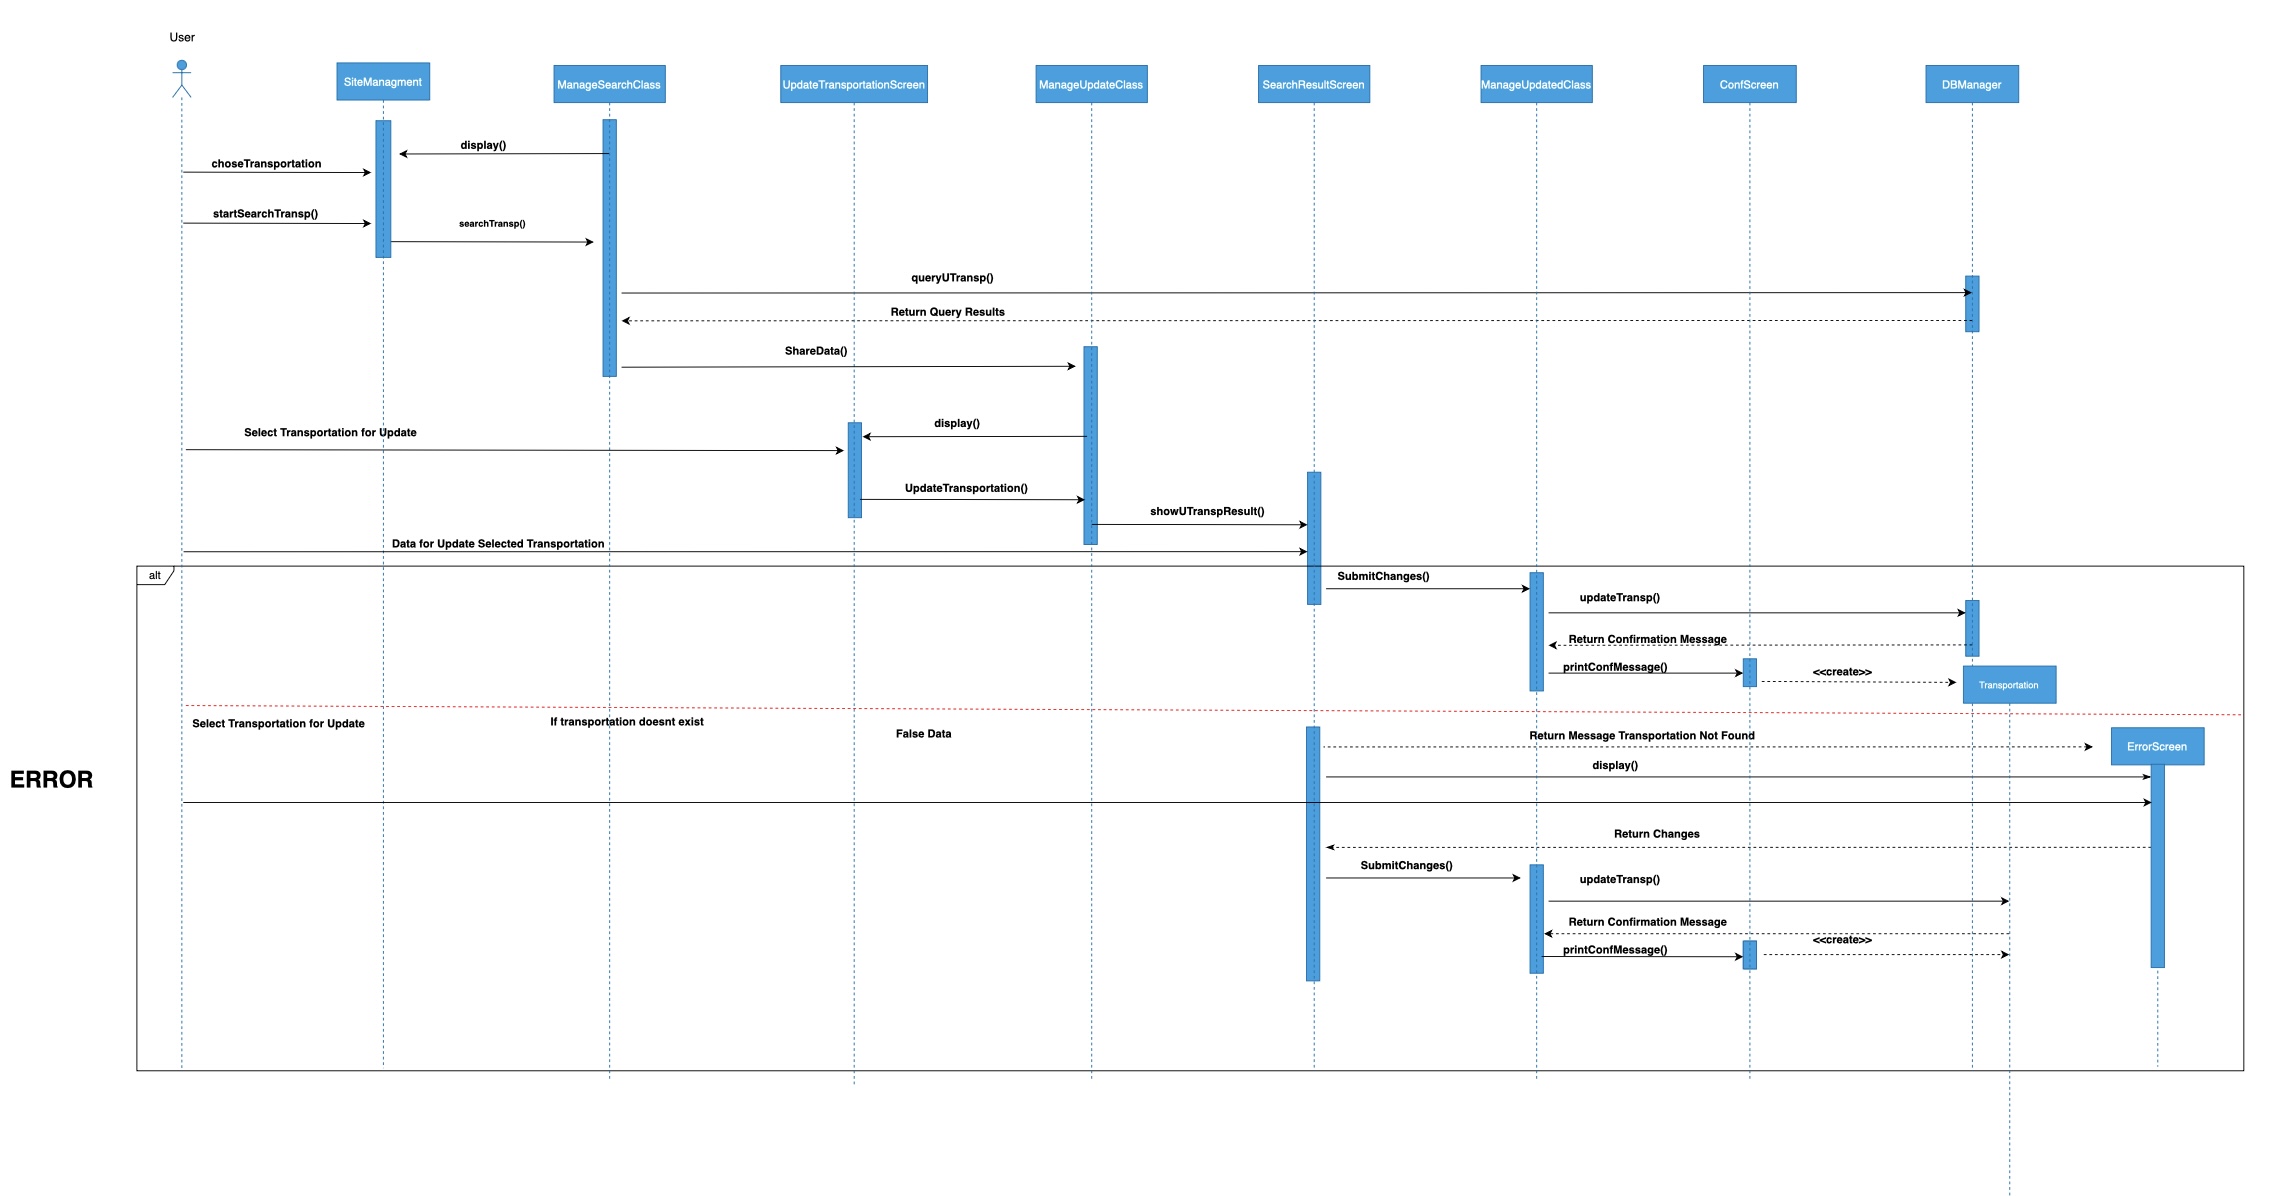 User
SiteManagment
ManageSearchClass
UpdateTransportationScreen
ManageUpdateClass
SearchResultScreen
ManageUpdatedClass
ConfScreen
DBManager
display()
choseTransportation
startSearchTransp()
searchTransp()
queryUTransp()
Return Query Results
ShareData()
display()
Select Transportation for Update
UpdateTransportation()
showUTranspResult()
Data for Update Selected Transportation
alt
SubmitChanges()
updateTransp()
Return Confirmation Message
printConfMessage()
<<create>>
Transportation
Select Transportation for Update
If transportation doesnt exist
False Data
Return Message Transportation Not Found
ErrorScreen
display()
ERROR
Return Changes
SubmitChanges()
updateTransp()
Return Confirmation Message
<<create>>
printConfMessage()